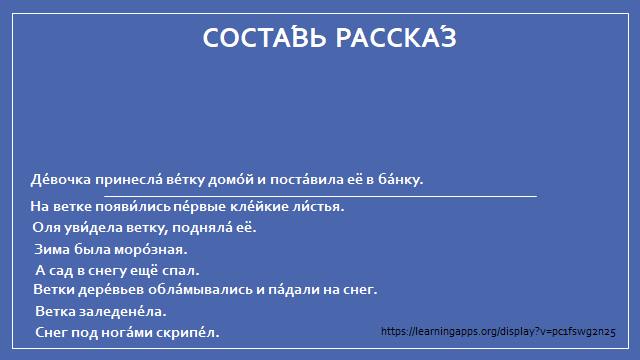 СОСТА́ВЬ РАССКА́З
Де́вочка принесла́ ве́тку домо́й и поста́вила её в ба́нку.
На ветке появи́лись пе́рвые кле́йкие ли́стья.
Оля уви́дела ветку, подняла́ её.
Зима была моро́зная.
А сад в снегу ещё спал.
Ветки дере́вьев обла́мывались и па́дали на снег.
Ветка заледене́ла.
Снег под нога́ми скрипе́л.
https://learningapps.org/display?v=pc1fswg2n25